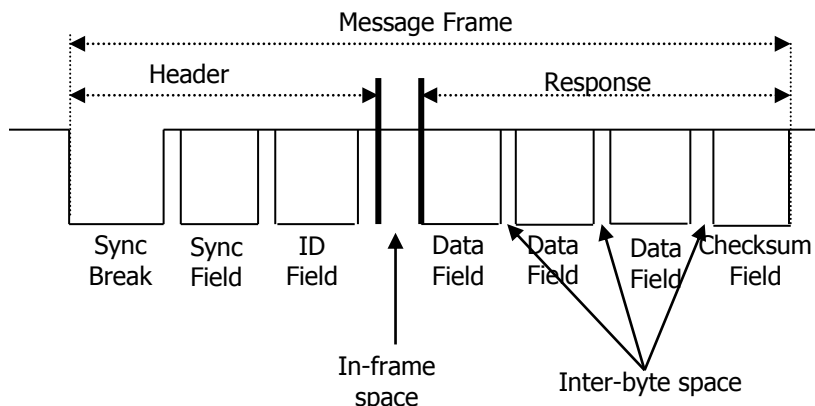 Message Frame
Header
Response
Sync
Break
Sync
Field
ID
Field
Data
Field
Data
Field
Data
Field
Checksum
Field
In-frame
space
Inter-byte space